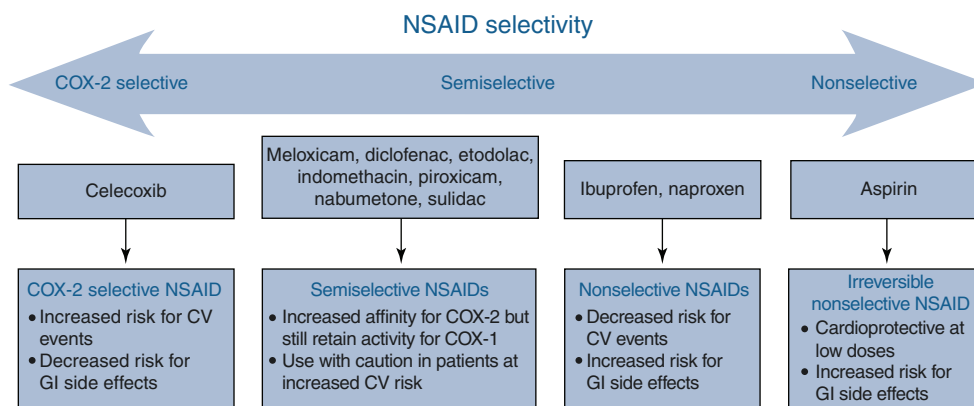 NSAID selectivity
COX-2 selective
Semiselective
Nonselective
Celecoxib
Meloxicam, diclofenac, etodolac,
indomethacin, piroxicam,
nabumetone, sulidac
Ibuprofen, naproxen
Aspirin
COX-2 selective NSAID
• Increased risk for CV
events
• Decreased risk for
GI side effects
Semiselective NSAIDs
• Increased affinity for COX-2 but
still retain activity for COX-1
• Use with caution in patients at
increased CV risk
Nonselective NSAIDs
• Decreased risk for
CV events
• Increased risk for
GI side effects
Irreversible
nonselective NSAID
• Cardioprotective at
low doses
• Increased risk for
GI side effects